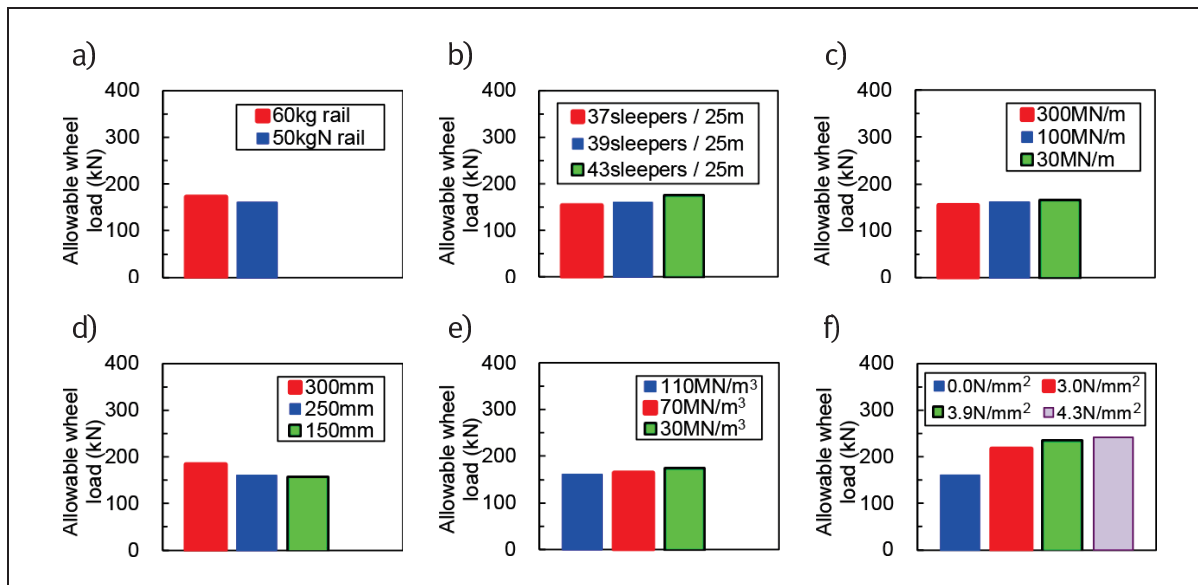 a)
Allowable wheel
load (kN)
400
300
200
100
0
60kg rail
50kgN rail
b)
Allowable wheel
load (kN)
400
300
200
100
0
37sleepers / 25m
39sleepers / 25m
43sleepers / 25m
c)
Allowable wheel
load (kN)
400
300
200
100
0
300MN/m
100MN/m
30MN/m
d)
Allowable wheel
load (kN)
400
300
200
100
0
300mm
250mm
150mm
e)
Allowable wheel
load (kN)
400
300
200
100
0
110MN/m³
70MN/m³
30MN/m³
f)
Allowable wheel
load (kN)
400
300
200
100
0
0.0N/mm² 3.0N/mm²
3.9N/mm² 4.3N/mm²